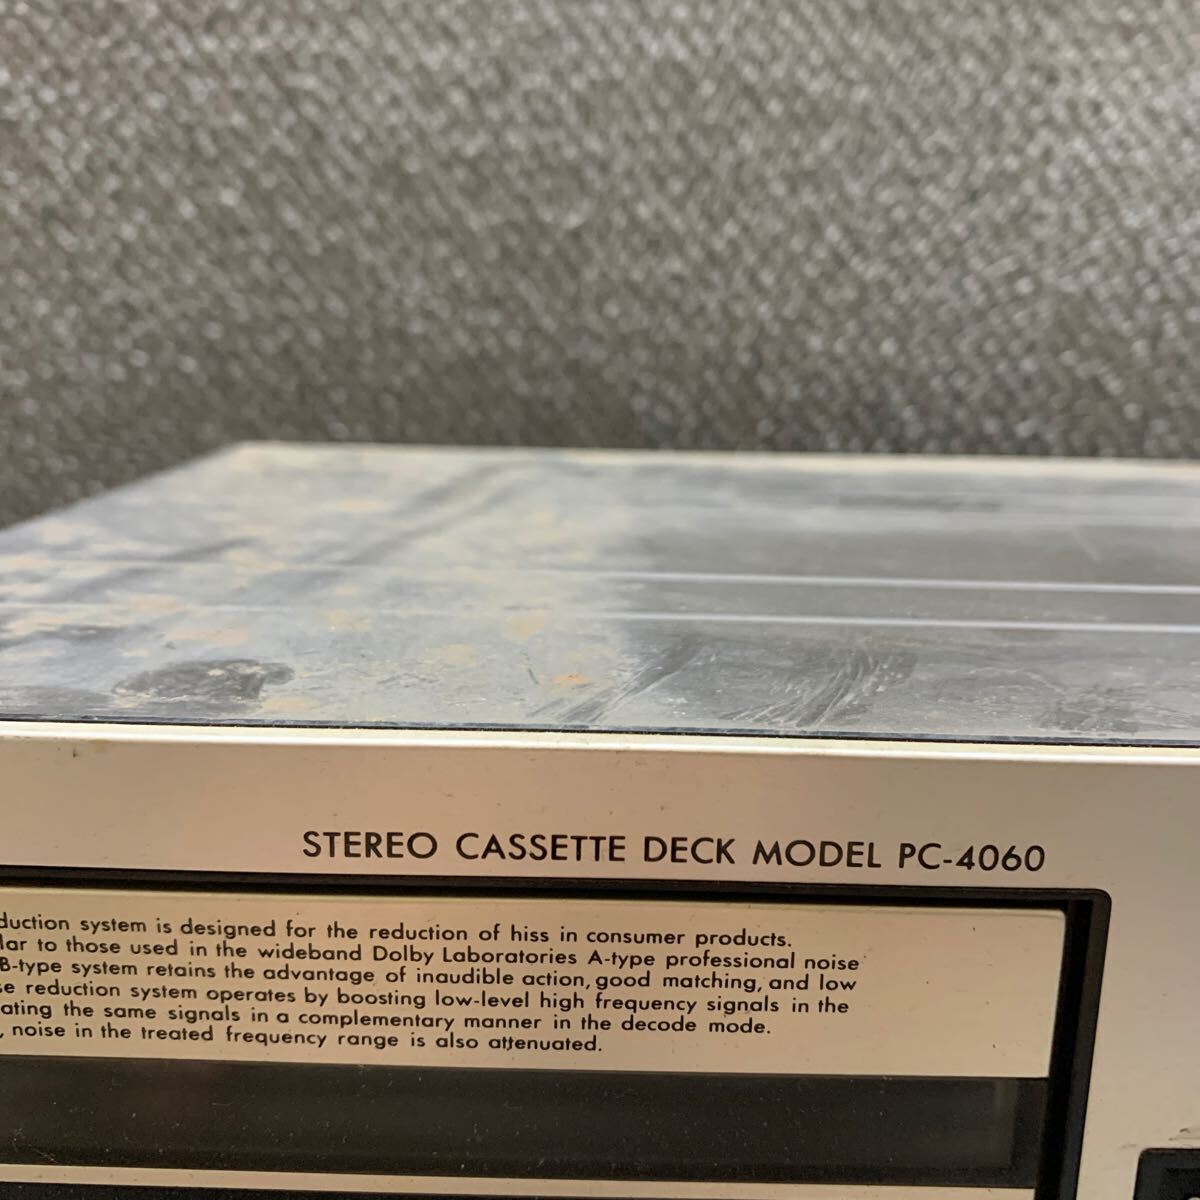 STEREO CASSETTE DECK MODEL PC-4060
system is designed for the reduction of hiss in consumer products.
to those used in the wideband Dolby Laboratories A-type professional noise
B-type system retains the advantage of inaudible action, good matching, and low
reduction system operates by boosting low-level high frequency signals in the
the same signals in a complementary manner in the decode mode.
, noise in the treated frequency range is also attenuated.